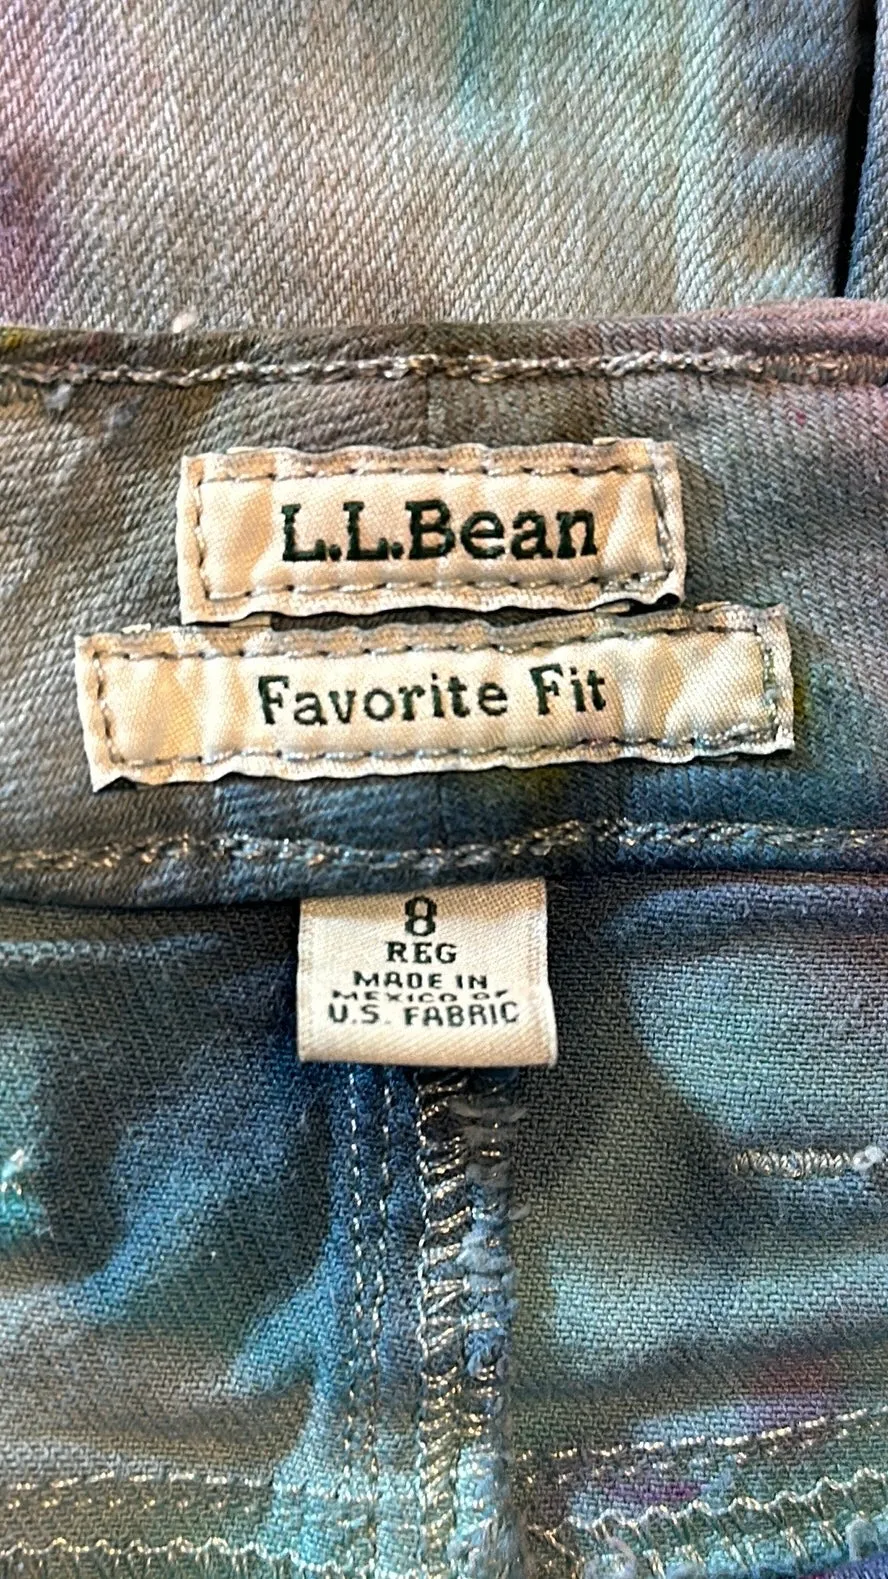 L.L.Bean
Favorite Fit
8
REG
MADE IN
MEXICO OF
U.S. FABRIC